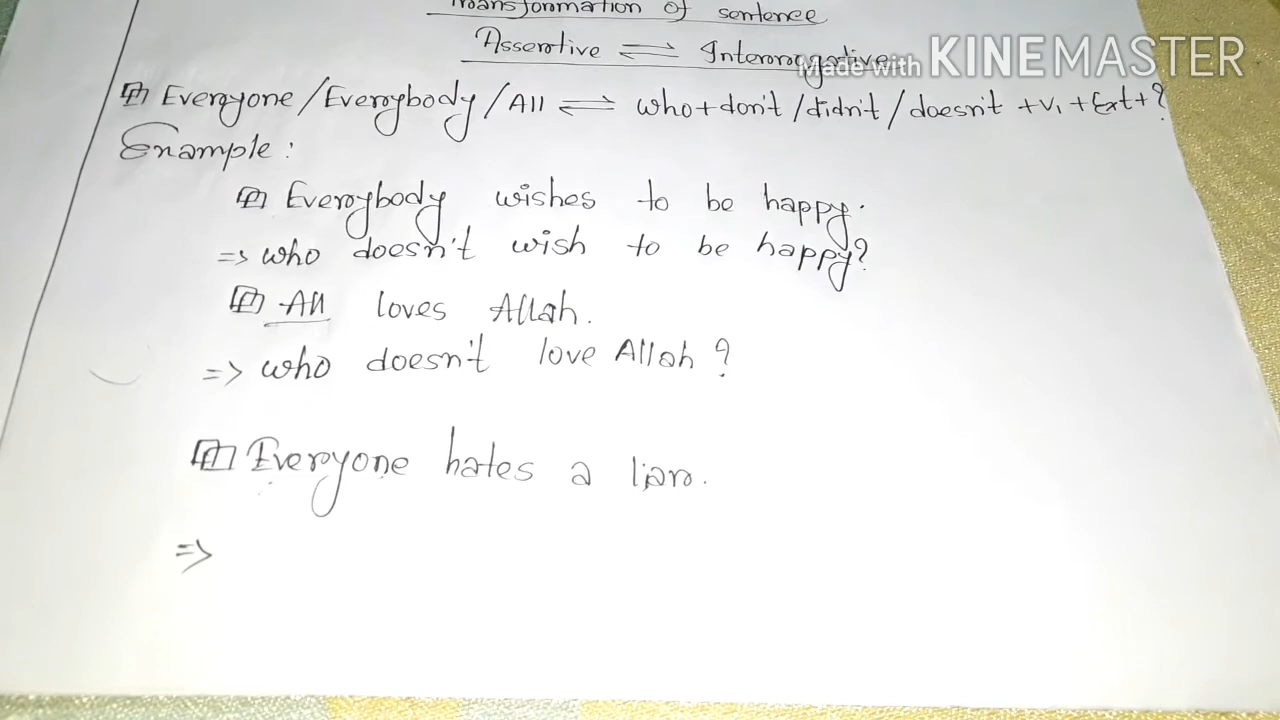 Transformation of sentence
Assertive ⇌ Interrogative
Made with KINEMASTER
Everyone/Everybody/All ⇌ who+don't/didn't/doesn't +V₁+Ext+?
Example:
Everybody wishes to be happy.
=> who doesn't wish to be happy?
All loves Allah.
=> who doesn't love Allah?
Everyone hates a liar.
=>